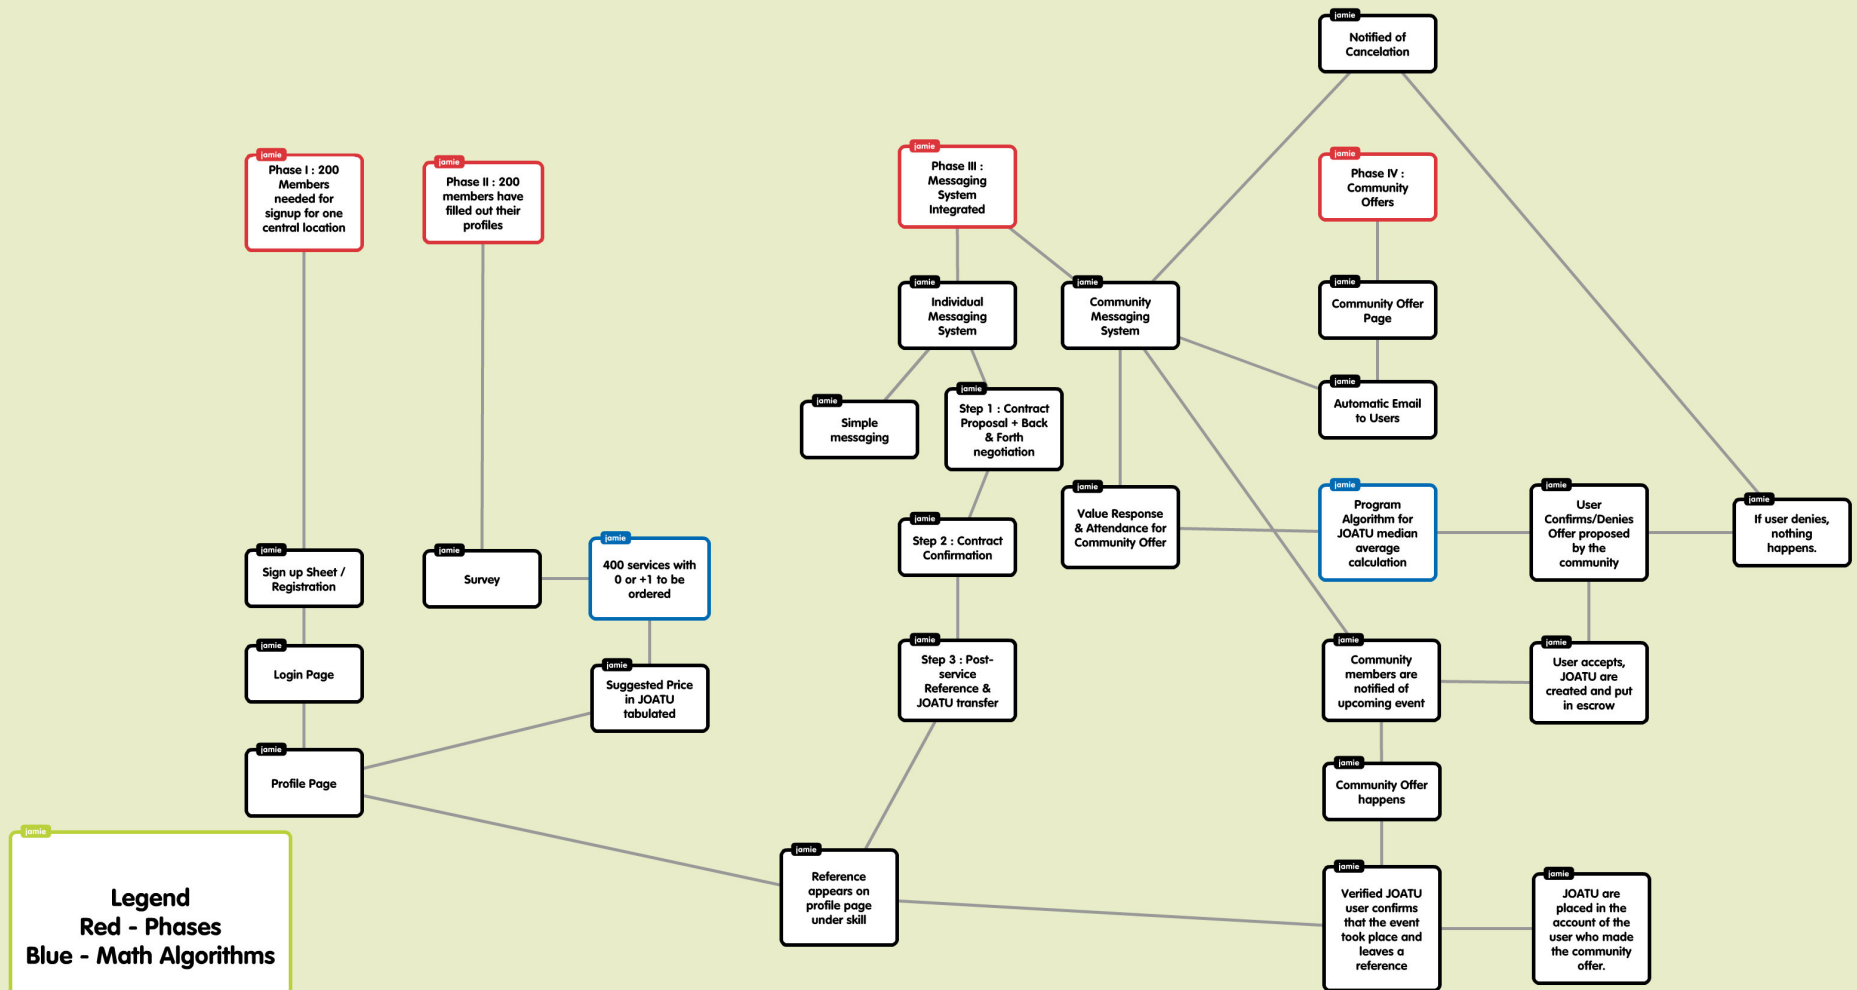 jamie
Notified of
Cancelation
jamie
Phase I : 200
Members
needed for
signup for one
central location
jamie
Phase II : 200
members have
filled out their
profiles
jamie
Phase III :
Messaging
System
Integrated
jamie
Phase IV :
Community
Offers
jamie
Individual
Messaging
System
jamie
Community
Messaging
System
jamie
Community Offer
Page
jamie
Simple
messaging
jamie
Step 1 : Contract
Proposal + Back
& Forth
negotiation
jamie
Automatic Email
to Users
jamie
Value Response
& Attendance for
Community Offer
jamie
Program
Algorithm for
JOATU median
average
calculation
jamie
User
Confirms/Denies
Offer proposed
by the
community
jamie
If user denies,
nothing
happens.
jamie
Step 2 : Contract
Confirmation
jamie
Sign up Sheet /
Registration
jamie
Survey
jamie
400 services with
0 or +1 to be
ordered
jamie
Login Page
jamie
Suggested Price
in JOATU
tabulated
jamie
Step 3 : Post-
service
Reference &
JOATU transfer
jamie
Community
members are
notified of
upcoming event
jamie
User accepts,
JOATU are
created and put
in escrow
jamie
Profile Page
jamie
Community Offer
happens
jamie
Legend
Red - Phases
Blue - Math Algorithms
jamie
Reference
appears on
profile page
under skill
jamie
Verified JOATU
user confirms
that the event
took place and
leaves a
reference
jamie
JOATU are
placed in the
account of the
user who made
the community
offer.